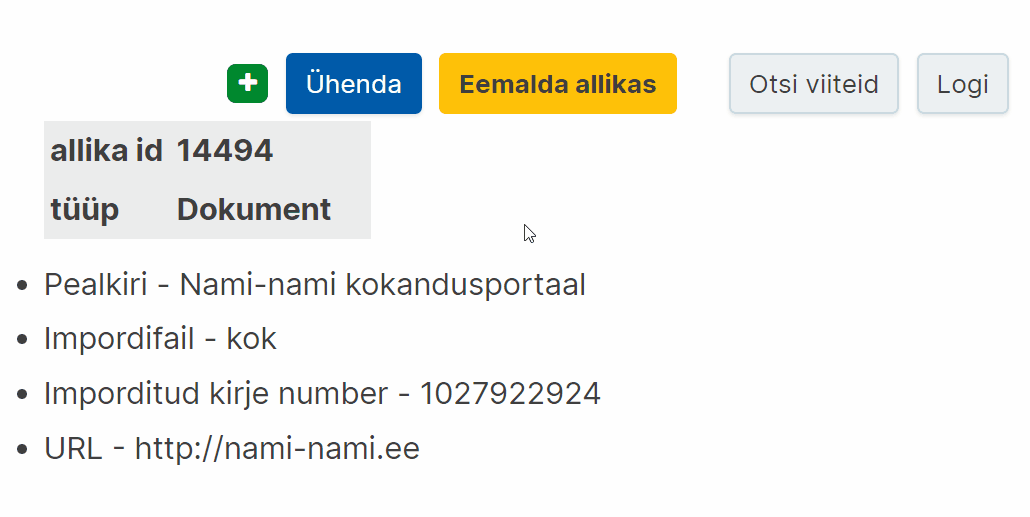 Ühenda Eemalda allikas Otsi viiteid Logi
allika id 14494
tüüp Dokument
Pealkiri - Nami-nami kokandusportaal
Impordifail - kok
Imporditud kirje number - 1027922924
URL - http://nami-nami.ee